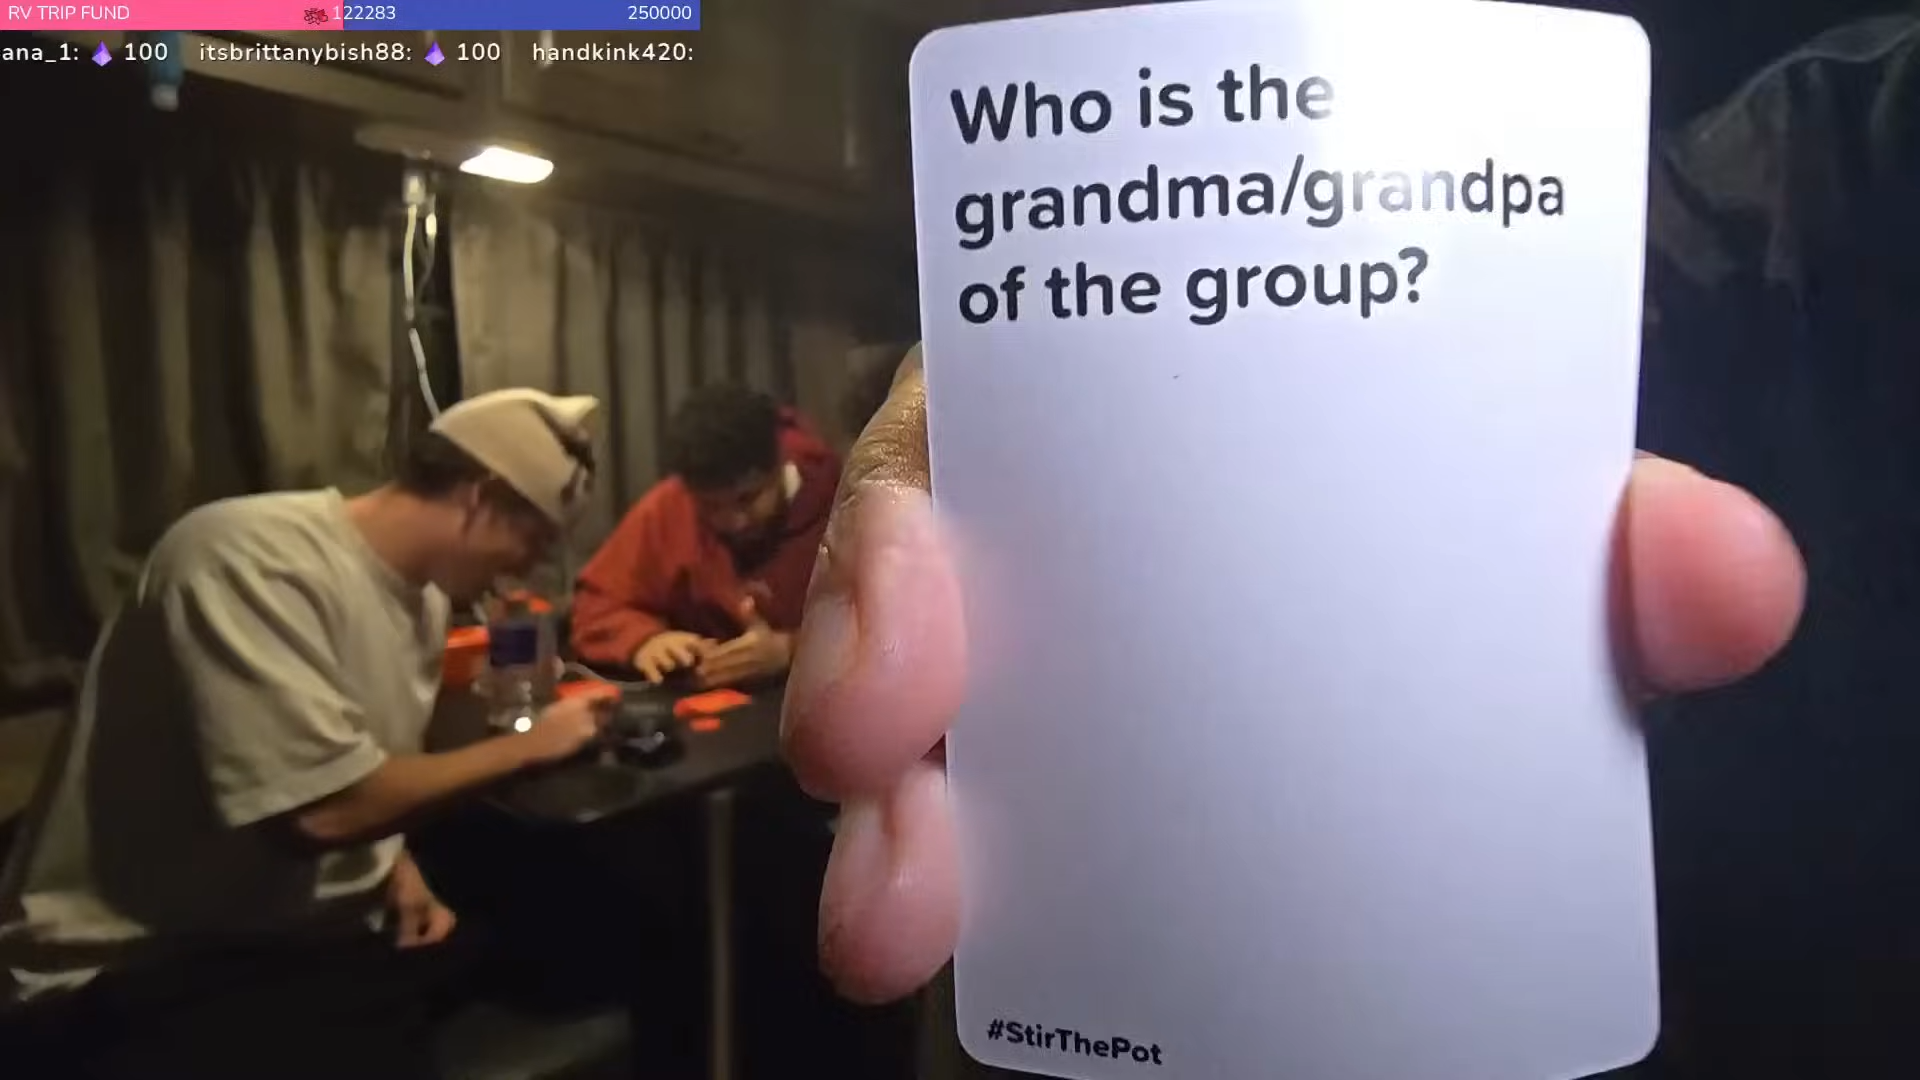 RV TRIP FUND 122283 250000
ana_1: 100 itsbrittanybish88: 100 handkink420:
Who is the
grandma/grandpa
of the group?
#StirThePot